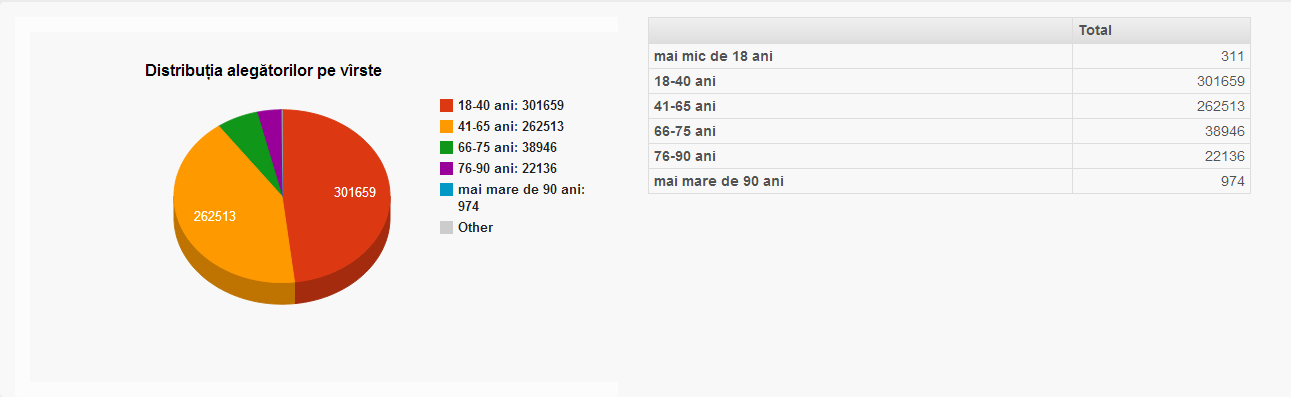 Distribuția alegătorilor pe vîrste
301659
262513
18-40 ani: 301659
41-65 ani: 262513
66-75 ani: 38946
76-90 ani: 22136
mai mare de 90 ani:
974
Other
Total
mai mic de 18 ani 311
18-40 ani 301659
41-65 ani 262513
66-75 ani 38946
76-90 ani 22136
mai mare de 90 ani 974